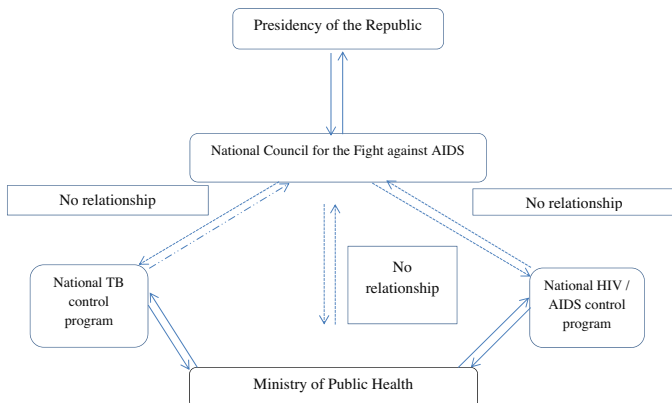 Presidency of the Republic
National Council for the Fight against AIDS
No relationship
No relationship
No
relationship
National TB
control
program
National HIV /
AIDS control
program
Ministry of Public Health